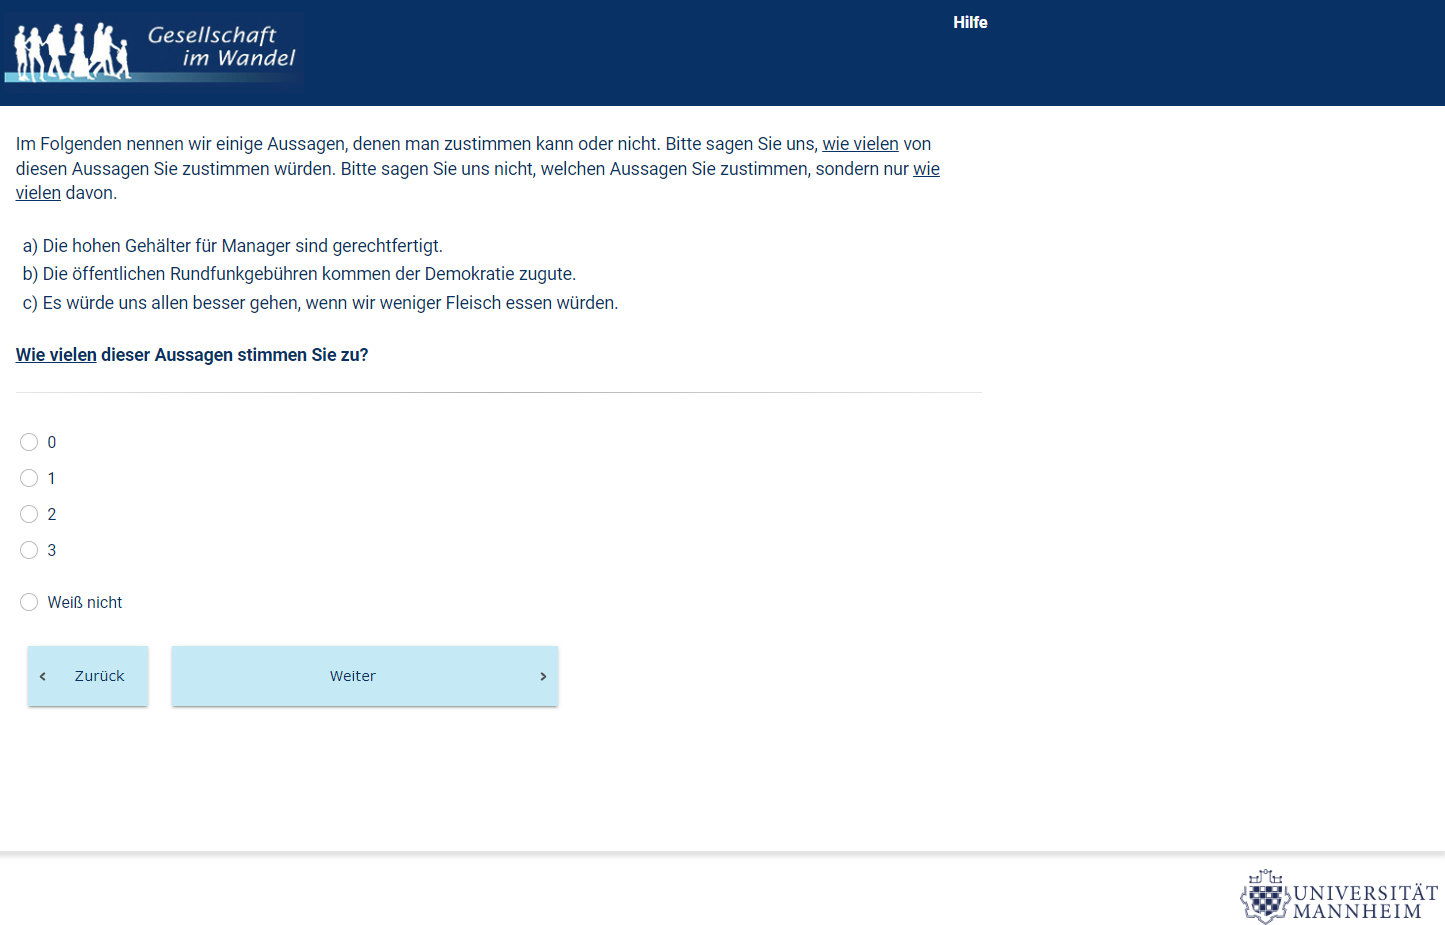 Gesellschaft
im Wandel
Hilfe
Im Folgenden nennen wir einige Aussagen, denen man zustimmen kann oder nicht. Bitte sagen Sie uns, wie vielen von
diesen Aussagen Sie zustimmen würden. Bitte sagen Sie uns nicht, welchen Aussagen Sie zustimmen, sondern nur wie
vielen davon.
a) Die hohen Gehälter für Manager sind gerechtfertigt.
b) Die öffentlichen Rundfunkgebühren kommen der Demokratie zugute.
c) Es würde uns allen besser gehen, wenn wir weniger Fleisch essen würden.
Wie vielen dieser Aussagen stimmen Sie zu?
0
1
2
3
Weiß nicht
‹ Zurück
Weiter ›
UNIVERSITÄT
MANNHEIM